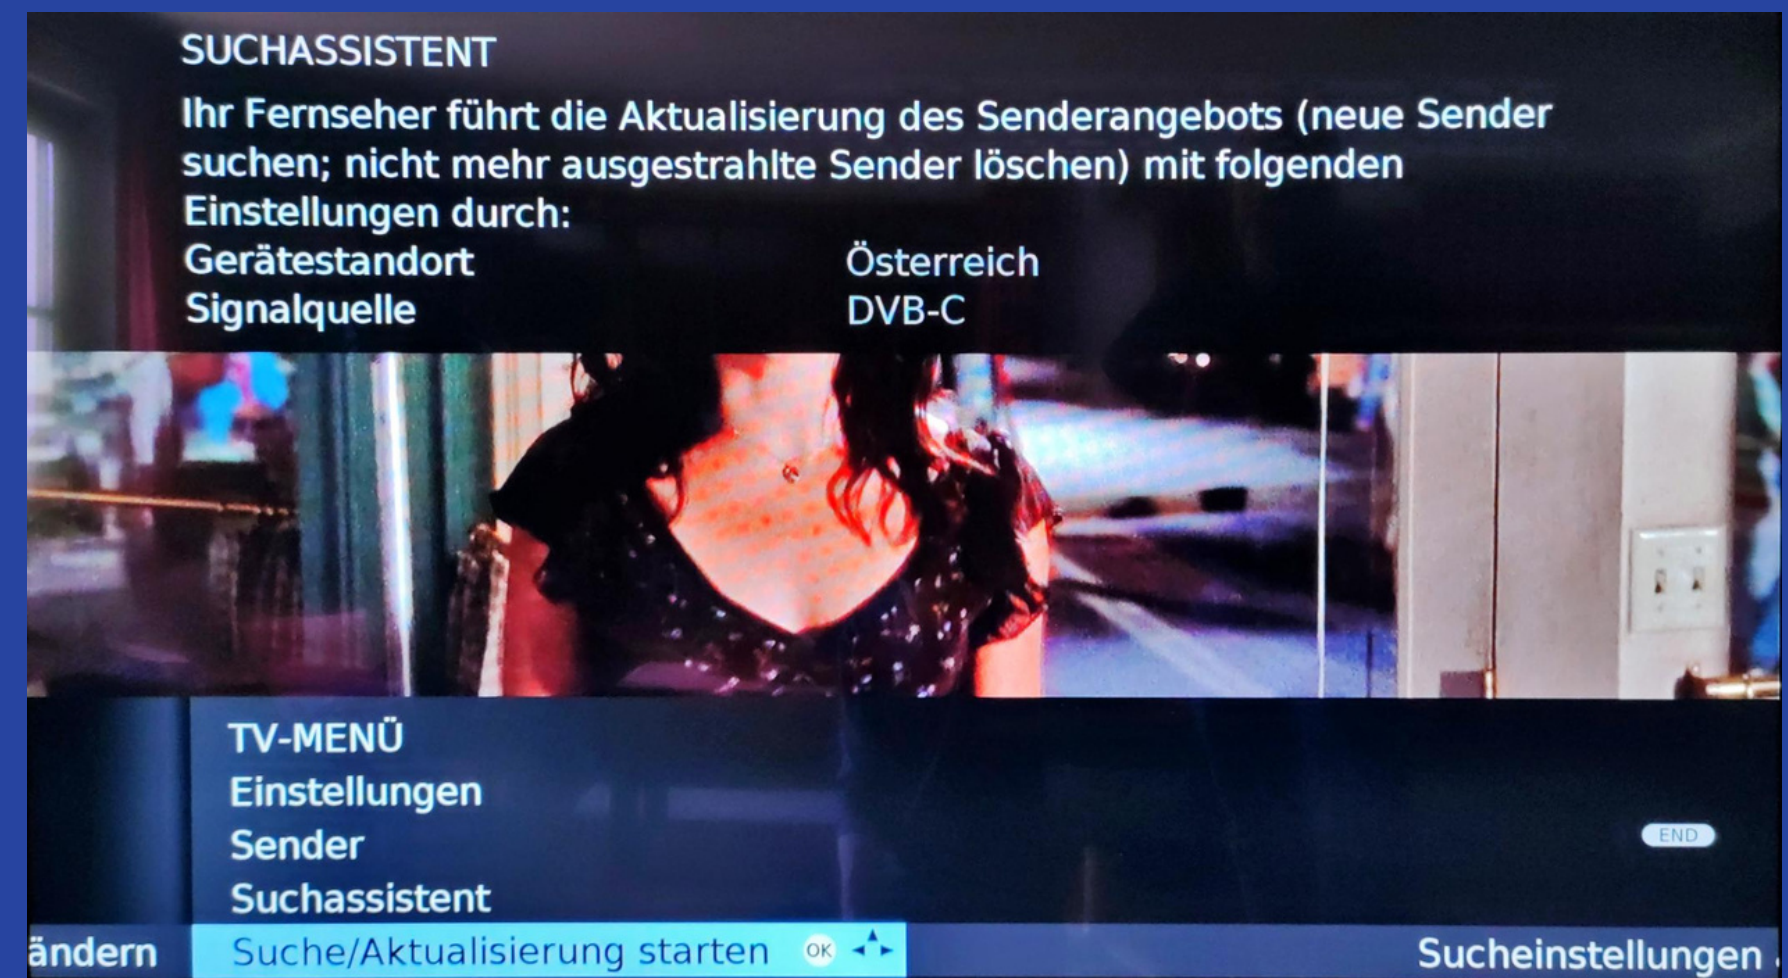 SUCHASSISTENT
Ihr Fernseher führt die Aktualisierung des Senderangebots (neue Sender
suchen; nicht mehr ausgestrahlte Sender löschen) mit folgenden
Einstellungen durch:
Gerätestandort Österreich
Signalquelle DVB-C
TV-MENÜ
Einstellungen
Sender
END
Suchassistent
ändern Suche/Aktualisierung starten OK Sucheinstellungen